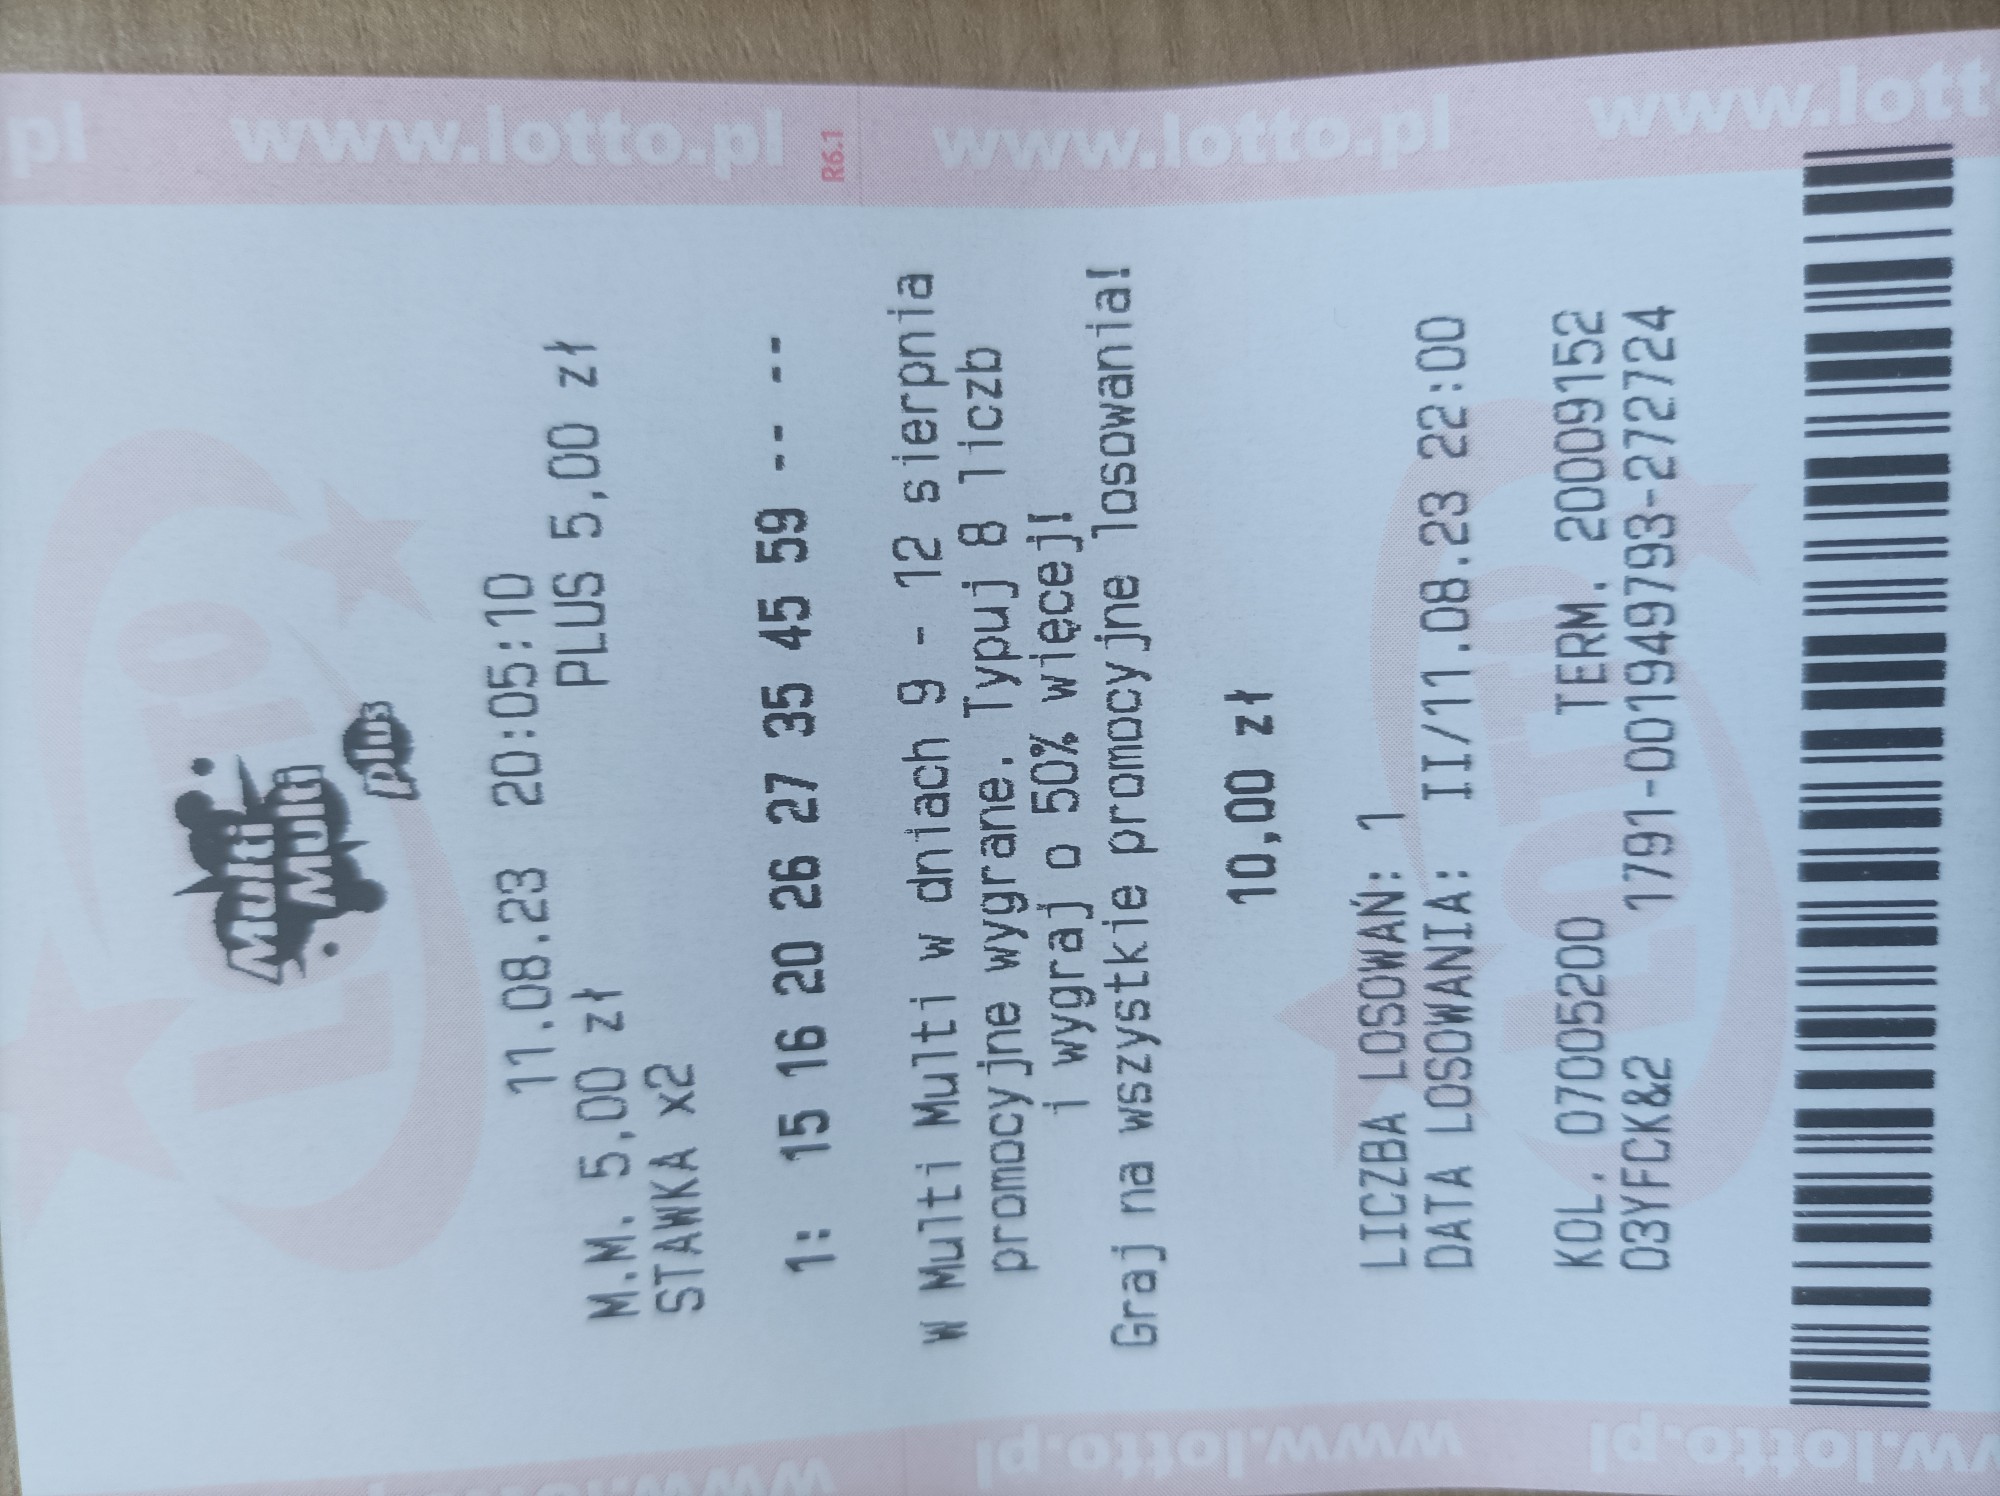 www.lotto.pl
R6.1
Multi
Multi
plus
11.08.23 20:05:10
M.M. 5,00 zł PLUS 5,00 zł
STAWKA x2
1: 15 16 20 26 27 35 45 59 -- --
W Multi Multi w dniach 9 - 12 sierpnia
promocyjne wygrane. Typuj 8 liczb
i wygraj o 50% więcej!
Graj na wszystkie promocyjne losowania!
10,00 zł
LICZBA LOSOWAŃ: 1
DATA LOSOWANIA: II/11.08.23 22:00
KOL. 07005200 TERM. 20009152
03YFCK&2 1791-001949793-272724
www.lotto.pl